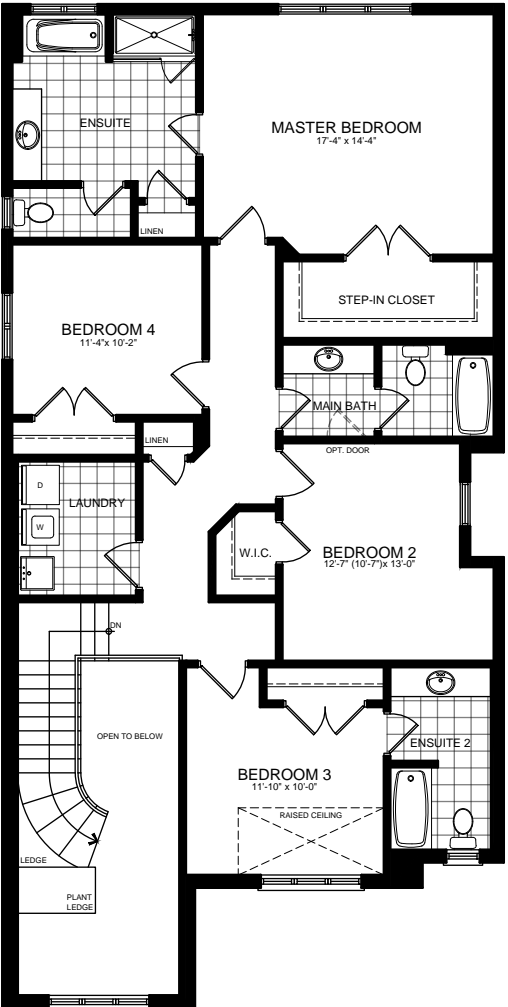 ENSUITE
MASTER BEDROOM
17'-4" x 14'-4"
LINEN
STEP-IN CLOSET
BEDROOM 4
11'-4"x 10'-2"
MAIN BATH
LINEN
OPT. DOOR
D
LAUNDRY
W
W.I.C.
BEDROOM 2
12'-7" (10'-7")x 13'-0"
DN
OPEN TO BELOW
ENSUITE 2
BEDROOM 3
11'-10" x 10'-0"
RAISED CEILING
LEDGE
PLANT
LEDGE